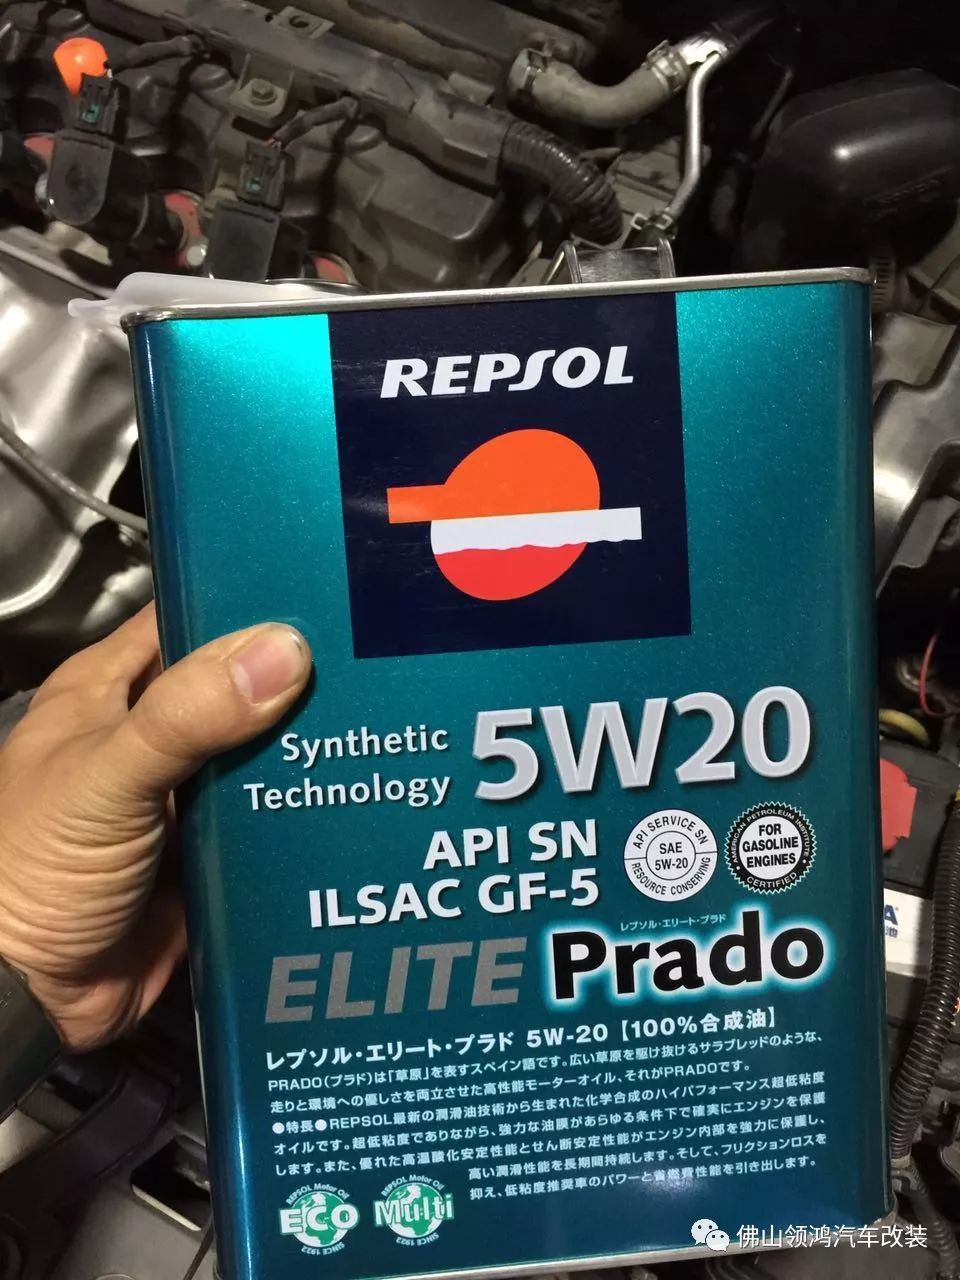 REPSOL
Synthetic
Technology
5W20
API SN
ILSAC GF-5
API SERVICE SN
SAE
5W-20
RESOURCE CONSERVING
AMERICAN PETROLEUM INSTITUTE
FOR
GASOLINE
ENGINES
CERTIFIED
レプソル・エリート・プラド
ELITE Prado
レプソル・エリート・プラド 5W-20【100%合成油】
PRADO(プラド)は「草原」を表すスペイン語です。広い草原を駆け抜けるサラブレッドのような、
走りと環境への優しさを両立させた高性能モーターオイル、それがPRADOです。
●特長●REPSOL最新の潤滑油技術から生まれた化学合成のハイパフォーマンス超低粘度
オイルです。超低粘度でありながら、強力な油膜があらゆる条件下で確実にエンジンを保護
します。また、優れた高温酸化安定性能とせん断安定性能がエンジン内部を強力に保護し、
高い潤滑性能を長期間持続します。そして、フリクションロスを
抑え、低粘度推奨車のパワーと省燃費性能を引き出します。
REPSOL Motor Oil
ECO
SINCE 1922
REPSOL Motor Oil
Multi
SINCE 1922
A
池
佛山领鸿汽车改装